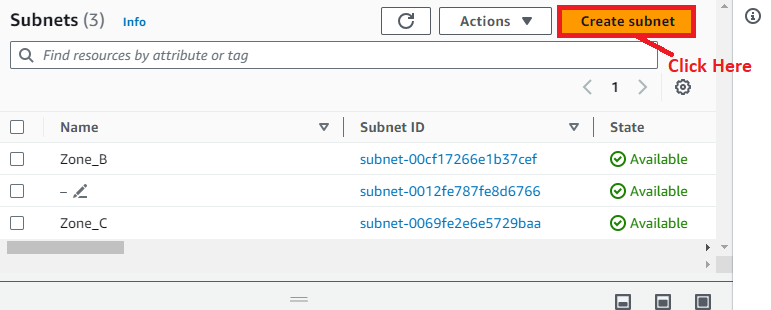 Subnets (3) Info Actions Create subnet
Find resources by attribute or tag
Click Here
1
Name Subnet ID State
Zone_B subnet-00cf17266e1b37cef Available
– subnet-0012fe787fe8d6766 Available
Zone_C subnet-0069fe2e6e5729baa Available